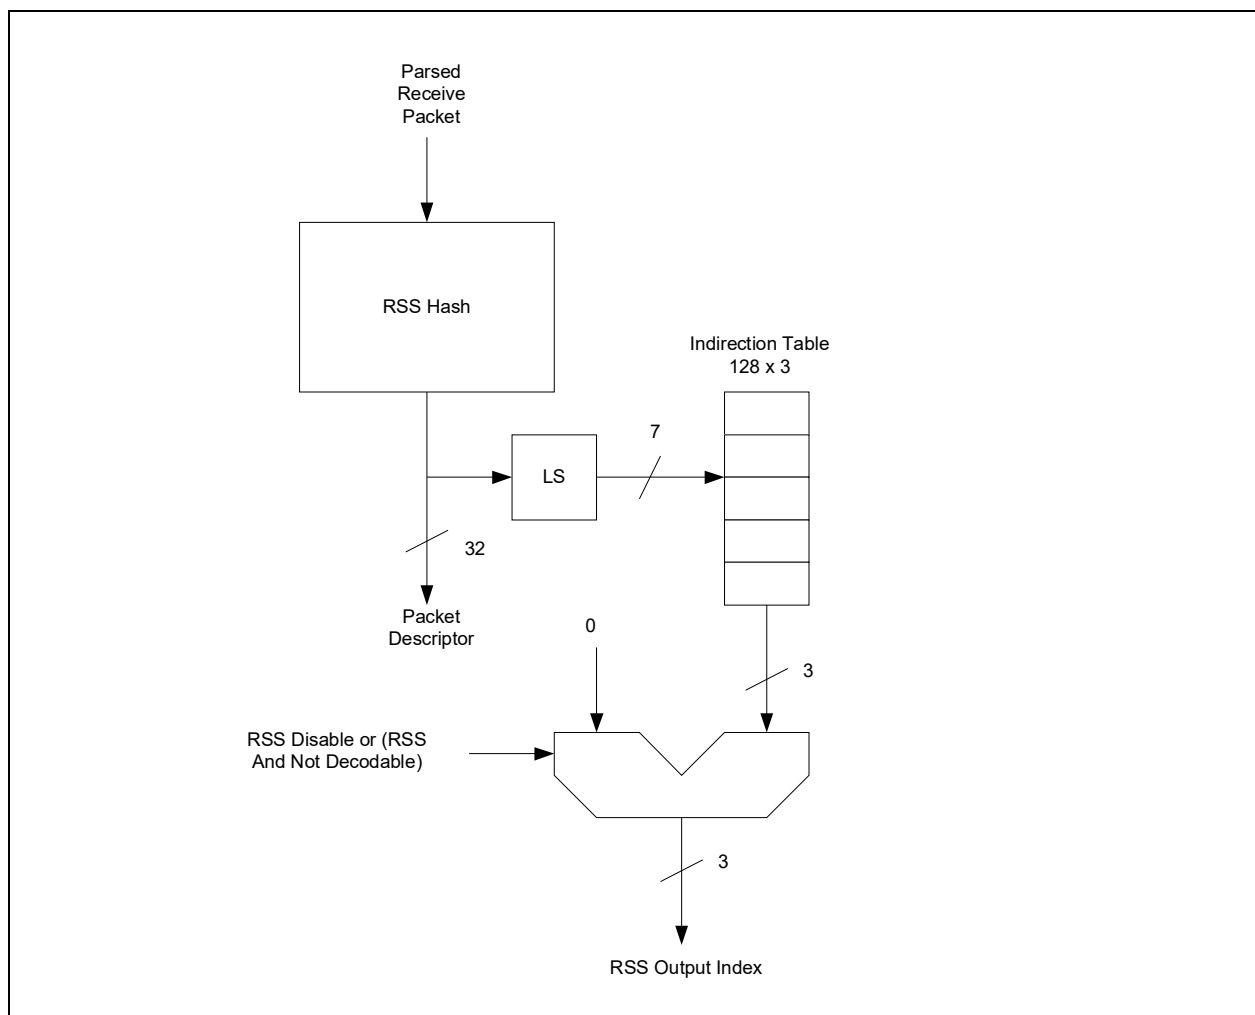 Parsed
Receive
Packet
RSS Hash
Indirection Table
128 x 3
7
LS
32
Packet
Descriptor
0
3
RSS Disable or (RSS
And Not Decodable)
3
RSS Output Index